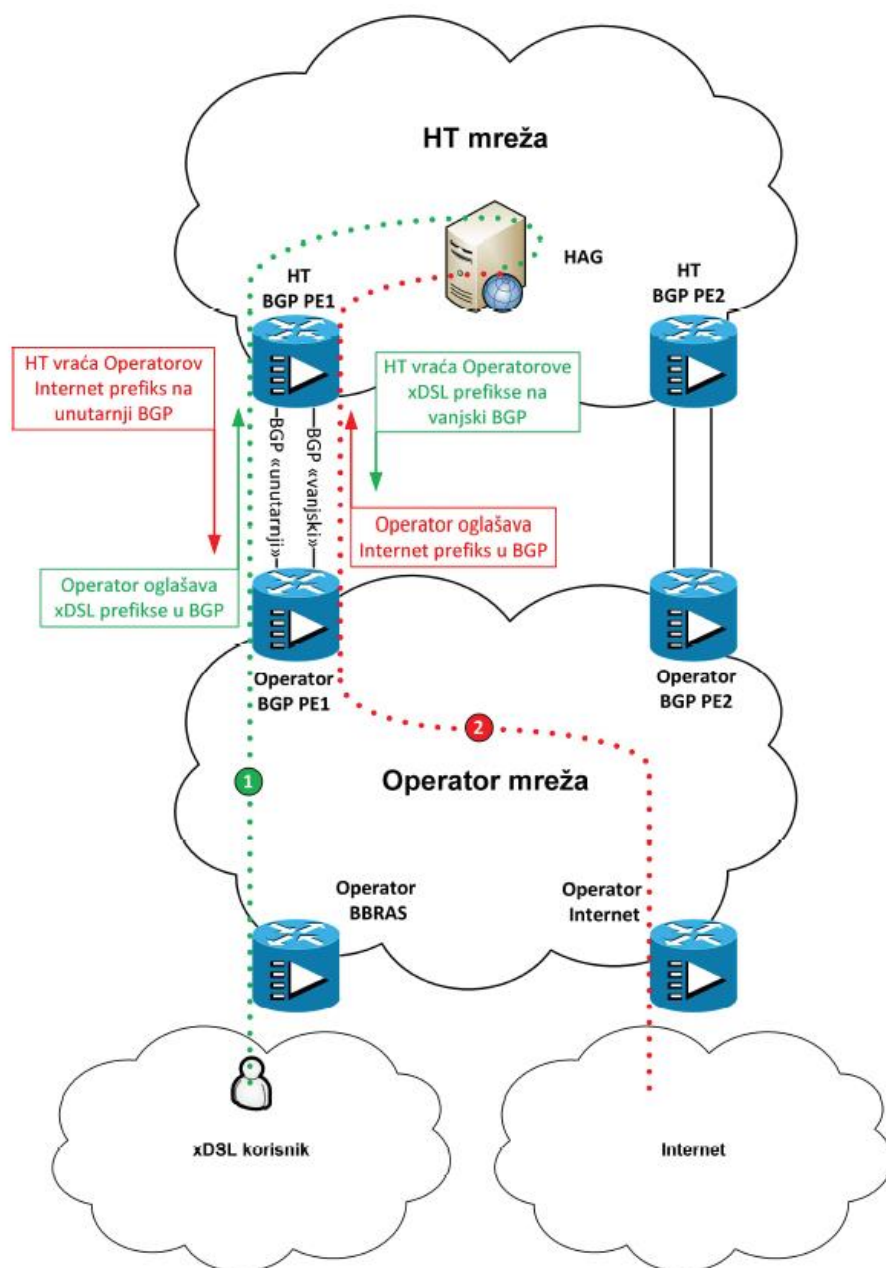 HT mreža
HAG
HT
BGP PE1
HT
BGP PE2
HT vraća Operatorov
Internet prefiks na
unutarnji BGP
HT vraća Operatorove
xDSL prefikse na
vanjski BGP
BGP «unutarnji»
BGP «vanjski»
Operator oglašava
Internet prefiks u BGP
Operator oglašava
xDSL prefikse u BGP
Operator
BGP PE1
Operator
BGP PE2
2
1
Operator mreža
Operator
BBRAS
Operator
Internet
xDSL korisnik
Internet